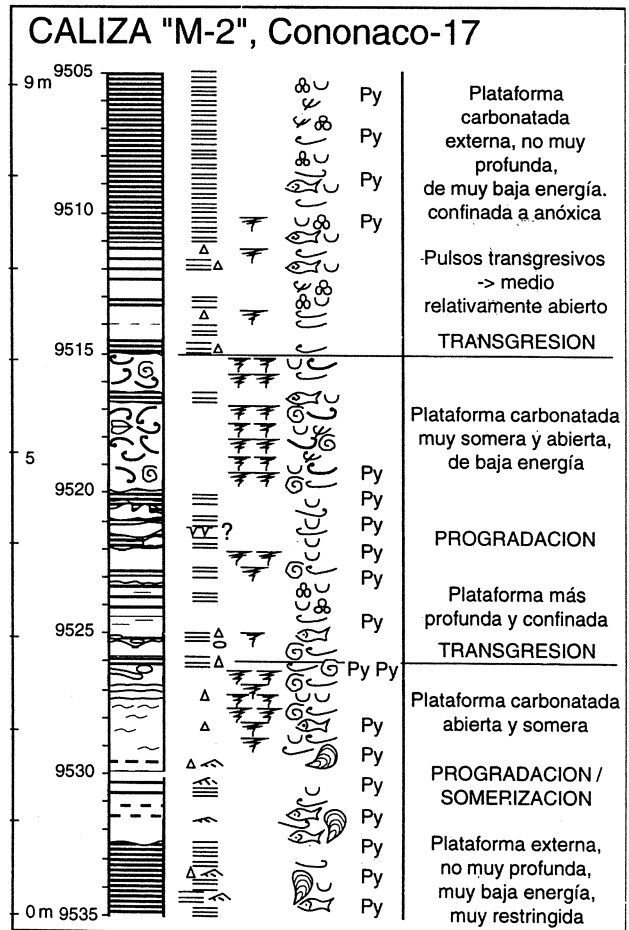 CALIZA "M-2", Cononaco-17
9 m 9505
Py
Py
Py
9510
Py
Plataforma
carbonatada
externa, no muy
profunda,
de muy baja energía.
confinada a anóxica
Pulsos transgresivos
-> medio
relativamente abierto
TRANSGRESION
9515
Plataforma carbonatada
muy somera y abierta,
de baja energía
5
Py
9520
Py
?
Py
Py
Py
PROGRADACION
Plataforma más
profunda y confinada
Py
9525
TRANSGRESION
Py Py
Plataforma carbonatada
abierta y somera
Py
Py
9530
Py
PROGRADACION /
SOMERIZACION
Py
Py
Py
Plataforma externa,
no muy profunda,
muy baja energía,
muy restringida
0 m 9535
Py